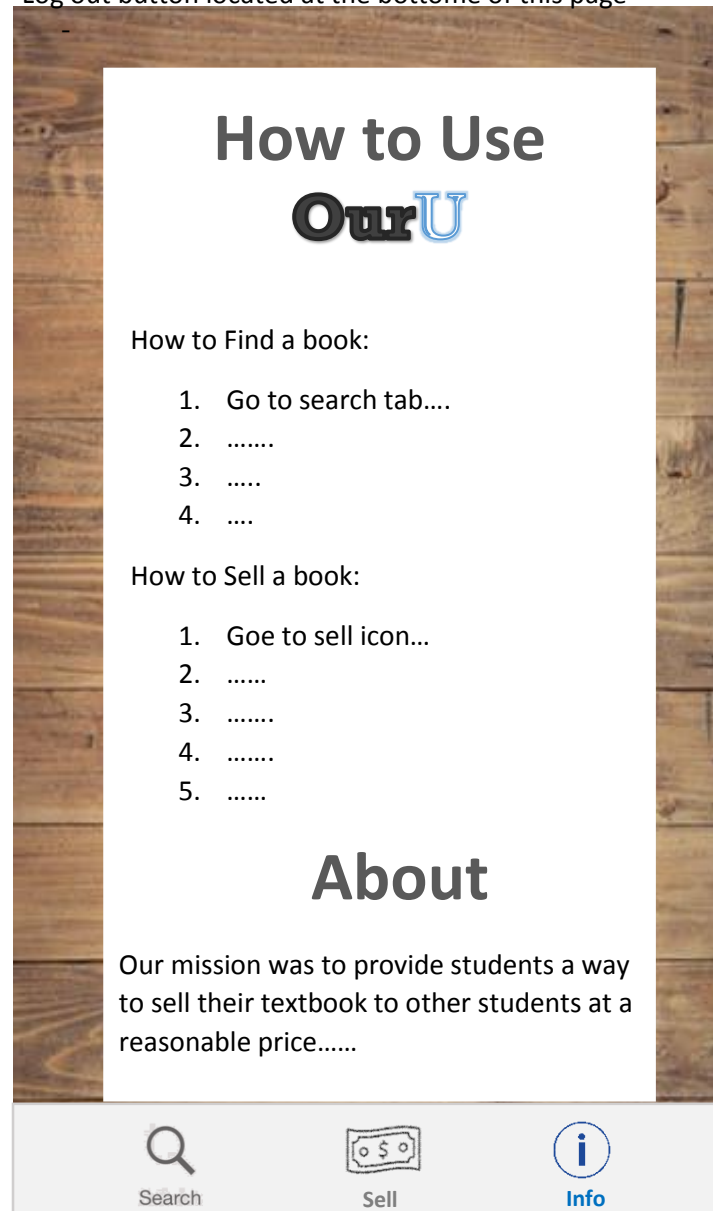 Log out button located at the bottome of this page
-
How to Use
OurU
How to Find a book:
1. Go to search tab....
2. .......
3. .....
4. ....
How to Sell a book:
1. Goe to sell icon...
2. ......
3. .......
4. .......
5. ......
About
Our mission was to provide students a way
to sell their textbook to other students at a
reasonable price......
Search Sell Info